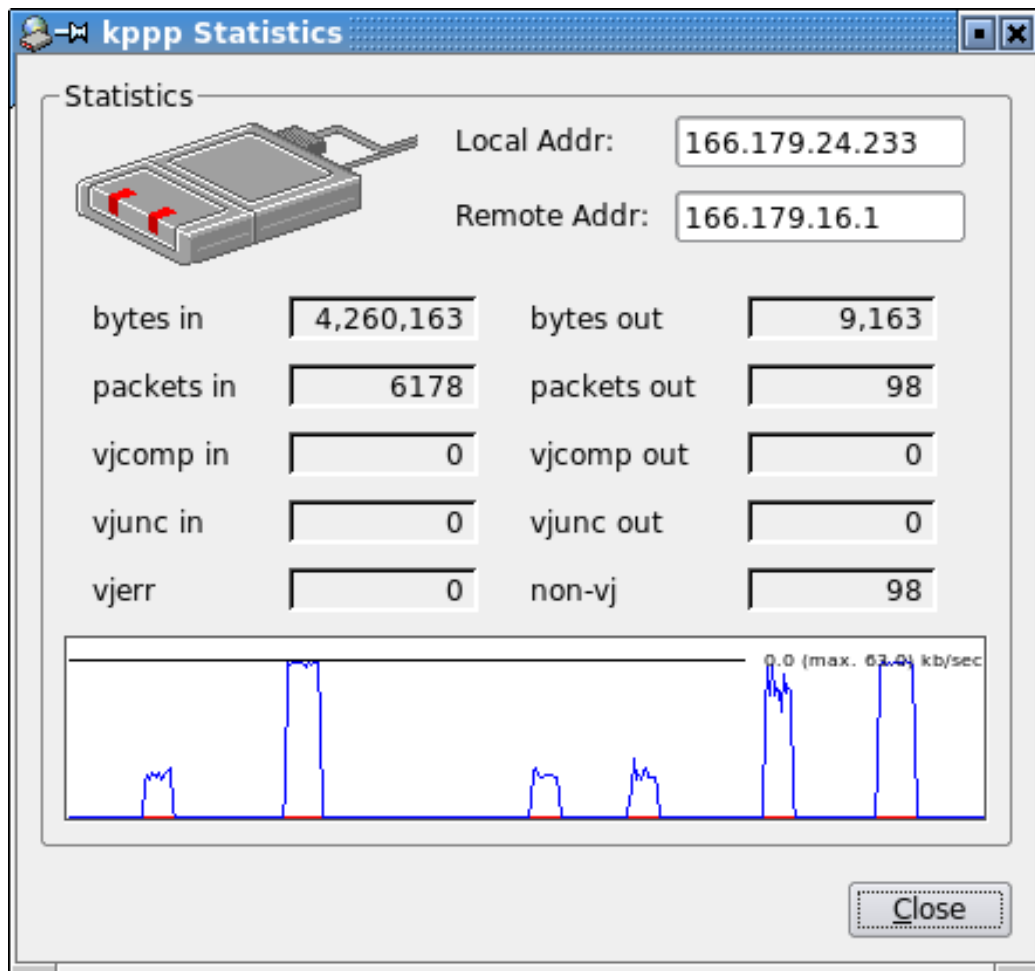 kppp Statistics
Statistics
Local Addr: 166.179.24.233
Remote Addr: 166.179.16.1
bytes in 4,260,163 bytes out 9,163
packets in 6178 packets out 98
vjcomp in 0 vjcomp out 0
vjunc in 0 vjunc out 0
vjerr 0 non-vj 98
0.0 (max. 63.0) kb/sec
Close